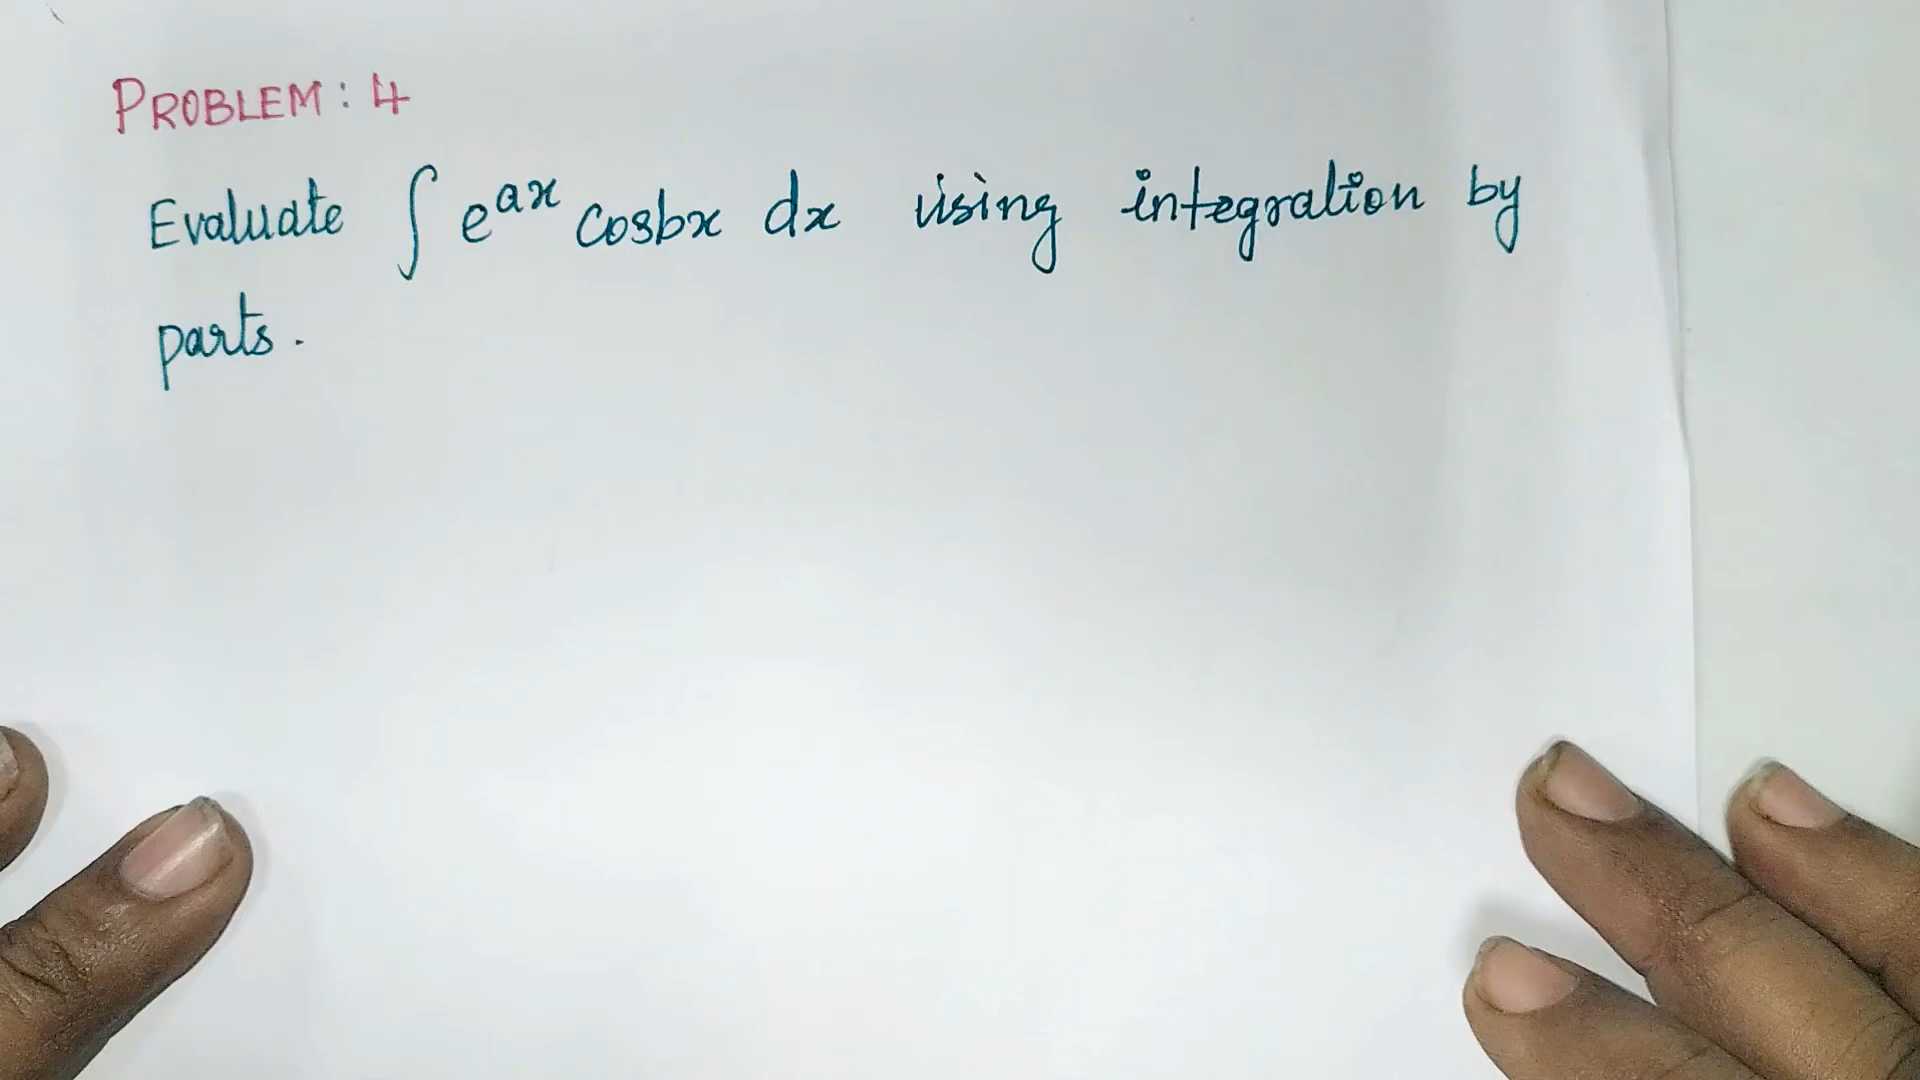 PROBLEM: 4
Evaluate ∫ e^{ax} cosbx dx using integration by
parts.